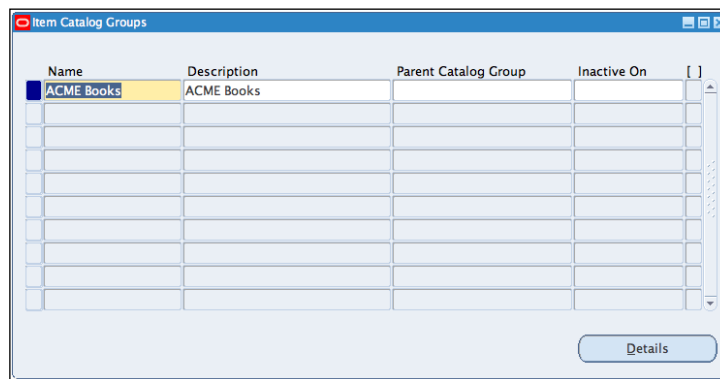 Item Catalog Groups
Name Description Parent Catalog Group Inactive On [ ]
ACME Books ACME Books
Details